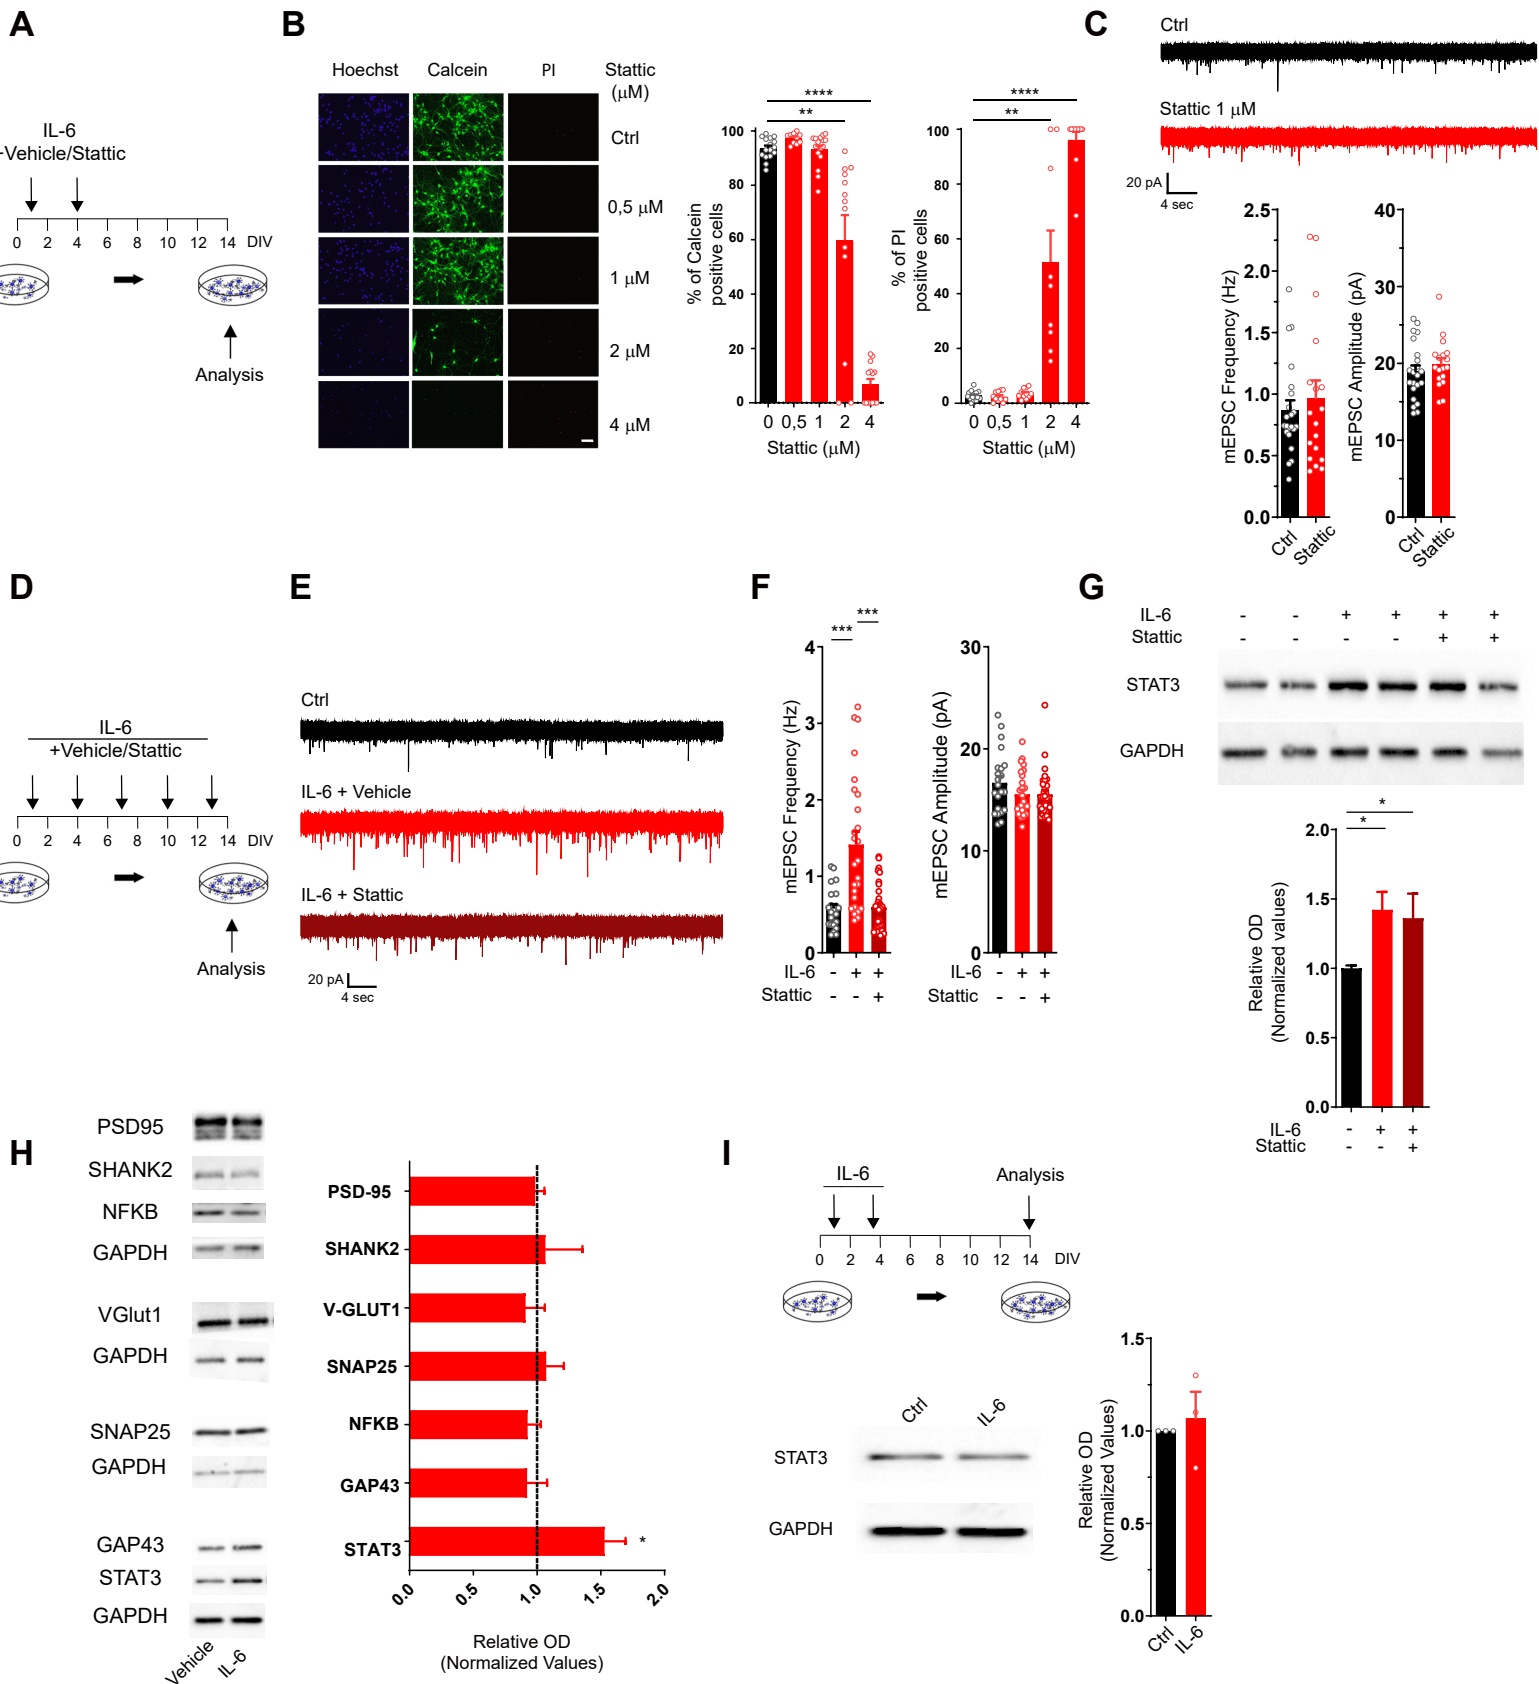 A
IL-6
+Vehicle/Stattic
0 2 4 6 8 10 12 14 DIV
Analysis
B
Hoechst Calcein PI Stattic
(µM)
Ctrl
0,5 µM
1 µM
2 µM
4 µM
% of Calcein
positive cells
100
80
60
40
20
0
**
****
0 0,5 1 2 4
Stattic (µM)
% of PI
positive cells
100
80
60
40
20
0
**
****
0 0,5 1 2 4
Stattic (µM)
C
Ctrl
Stattic 1 µM
20 pA
4 sec
mEPSC Frequency (Hz)
2.5
2.0
1.5
1.0
0.5
0.0
Ctrl Stattic
mEPSC Amplitude (pA)
40
30
20
10
0
Ctrl Stattic
D
IL-6
+Vehicle/Stattic
0 2 4 6 8 10 12 14 DIV
Analysis
E
Ctrl
IL-6 + Vehicle
IL-6 + Stattic
20 pA
4 sec
F
*** ***
mEPSC Frequency (Hz)
4
3
2
1
0
IL-6 - + +
Stattic - - +
mEPSC Amplitude (pA)
30
20
10
0
IL-6 - + +
Stattic - - +
G
IL-6 - - + + + +
Stattic - - - - + +
STAT3
GAPDH
*
*
Relative OD
(Normalized values)
2.0
1.5
1.0
0.5
0.0
IL-6 - + +
Stattic - - +
H
PSD95
SHANK2
NFKB
GAPDH
VGlut1
GAPDH
SNAP25
GAPDH
GAP43
STAT3
GAPDH
Vehicle IL-6
PSD-95
SHANK2
V-GLUT1
SNAP25
NFKB
GAP43
STAT3 *
0.0 0.5 1.0 1.5 2.0
Relative OD
(Normalized Values)
I
IL-6 Analysis
0 2 4 6 8 10 12 14 DIV
Ctrl IL-6
STAT3
GAPDH
Relative OD
(Normalized Values)
1.5
1.0
0.5
0.0
Ctrl IL-6